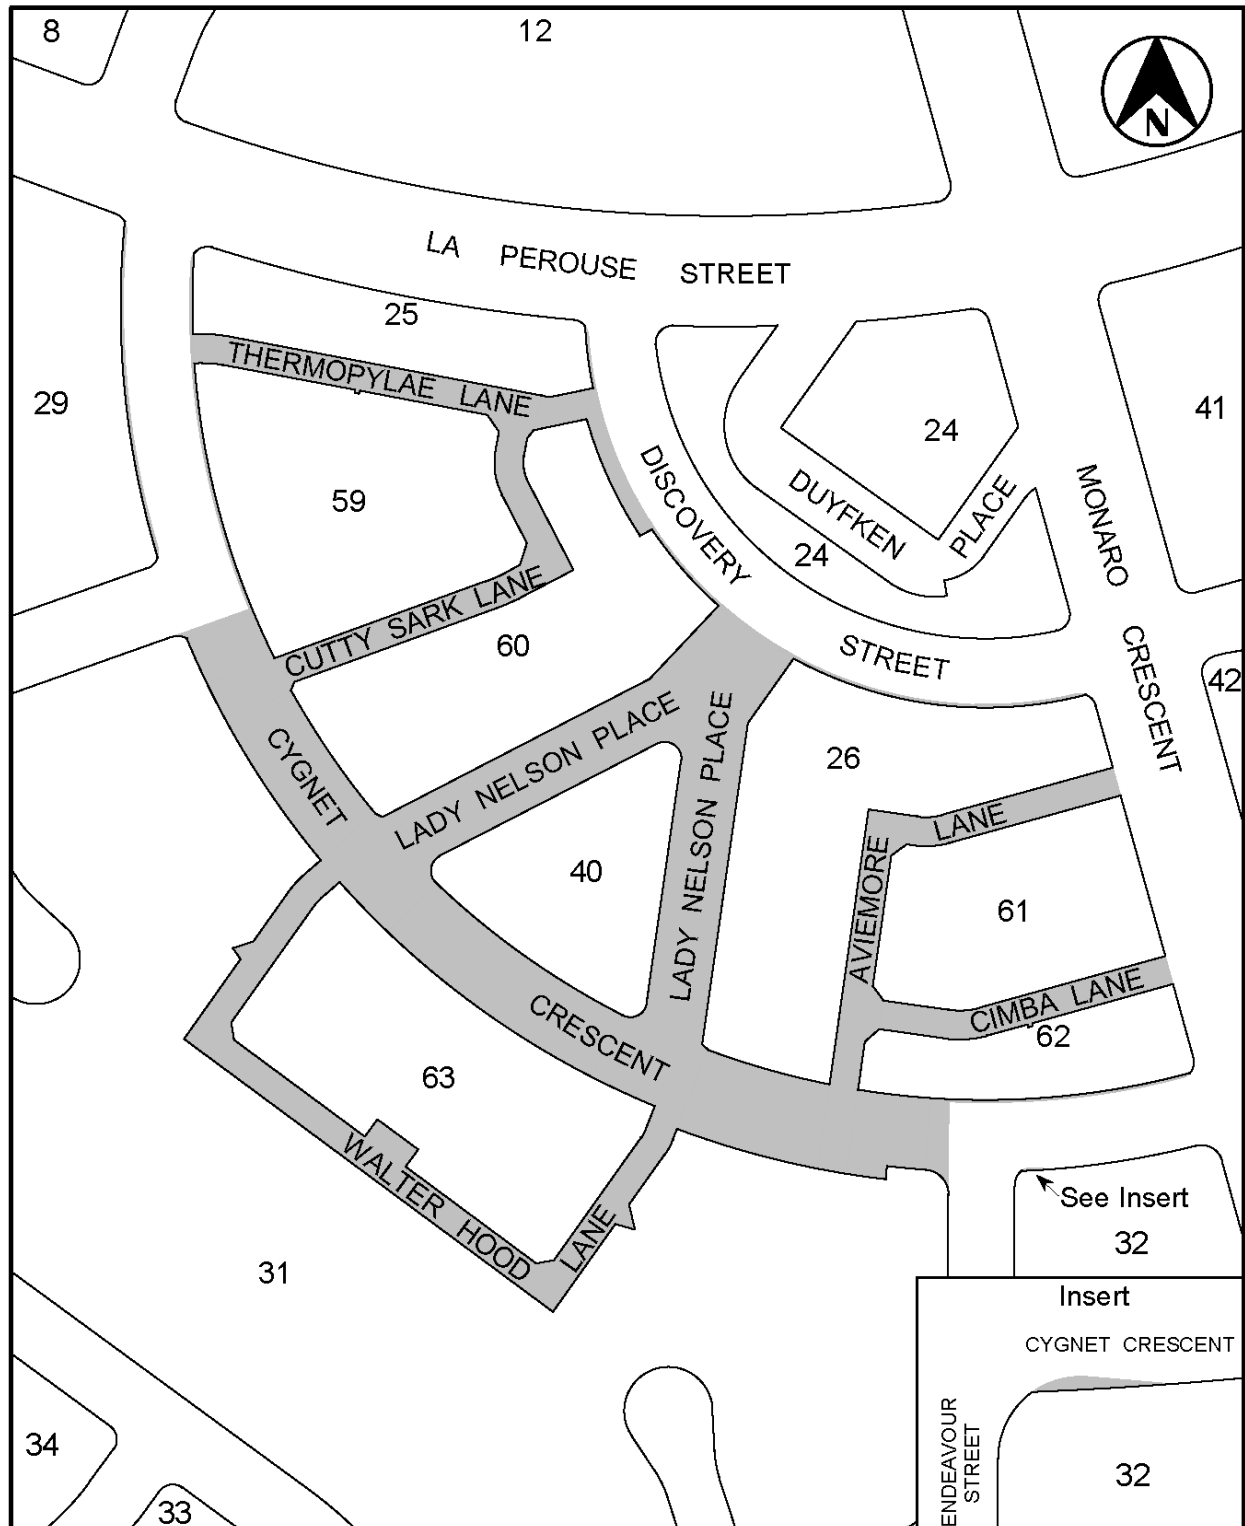 8
12
N
LA PEROUSE STREET
25
THERMOPYLAE LANE
29
24
41
59
DISCOVERY
STREET
DUYFKEN
PLACE
24
MONARO
CRESCENT
CUTTY SARK LANE
60
42
LADY NELSON PLACE
LADY NELSON PLACE
26
CYGNET
CRESCENT
AVIEMORE
LANE
40
61
CIMBA LANE
62
63
WALTER HOOD
LANE
See Insert
32
31
Insert
CYGNET CRESCENT
ENDEAVOUR
STREET
32
34
33